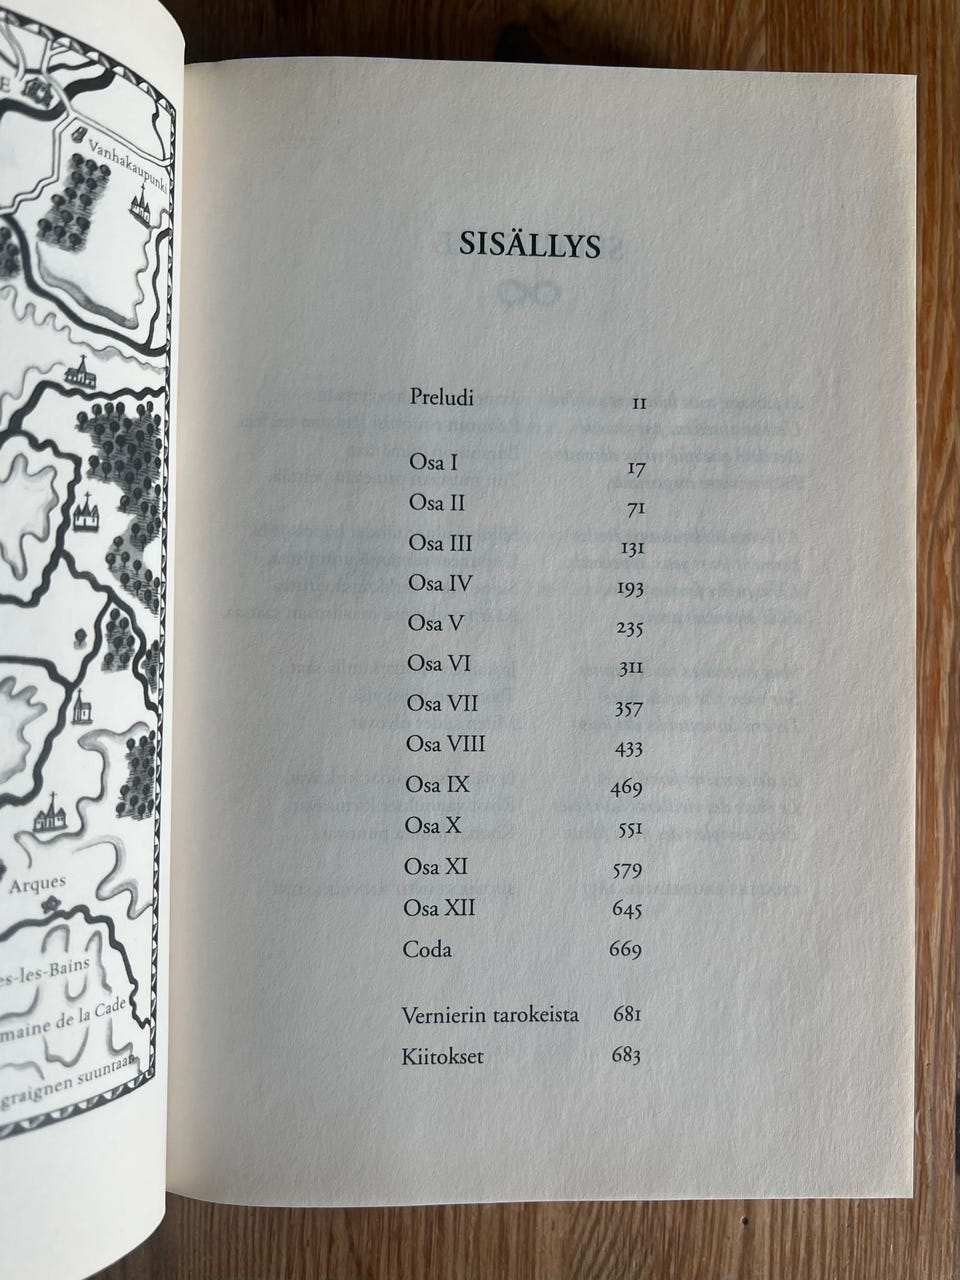 E
Vanhakaupunki
Arques
es-les-Bains
maine de la Cade
graignen suuntaan
SISÄLLYS
Preludi 11
Osa I 17
Osa II 71
Osa III 131
Osa IV 193
Osa V 235
Osa VI 311
Osa VII 357
Osa VIII 433
Osa IX 469
Osa X 551
Osa XI 579
Osa XII 645
Coda 669
Vernierin tarokeista 681
Kiitokset 683